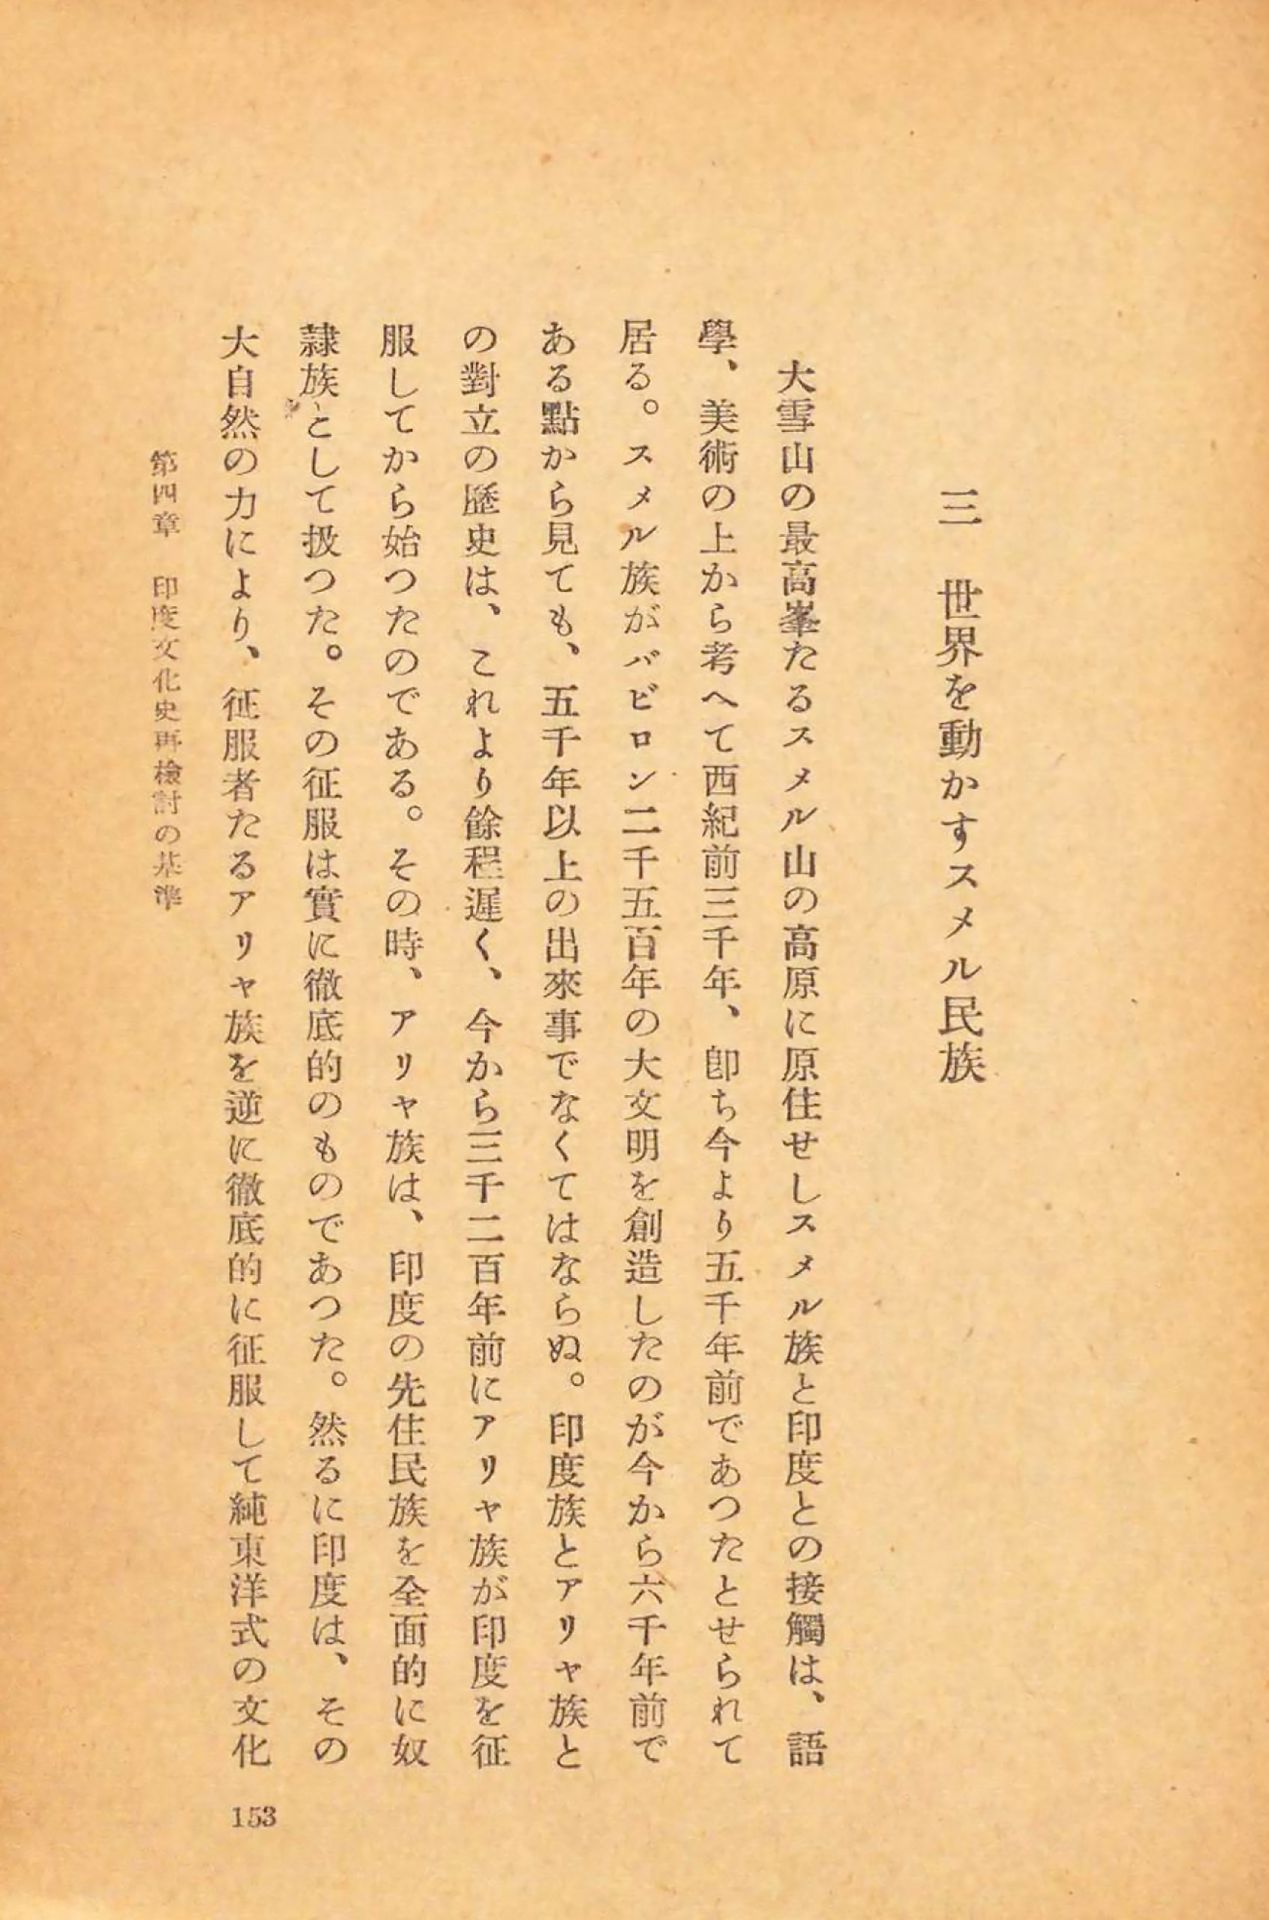 三　世界を動かすスメル民族
大雪山の最高峯たるスメル山の高原に原住せしスメル族と印度との接觸は、語
學、美術の上から考へて西紀前三千年、卽ち今より五千年前であつたとせられて
居る。スメル族がバビロン二千五百年の大文明を創造したのが今から六千年前で
ある點から見ても、五千年以上の出來事でなくてはならぬ。印度族とアリヤ族と
の對立の歷史は、これより餘程遲く、今から三千二百年前にアリヤ族が印度を征
服してから始つたのである。その時、アリヤ族は、印度の先住民族を全面的に奴
隷族として扱つた。その征服は實に徹底的のものであつた。然るに印度は、その
大自然の力により、征服者たるアリヤ族を逆に徹底的に征服して純東洋式の文化
第四章　印度文化史再檢討の基準
153